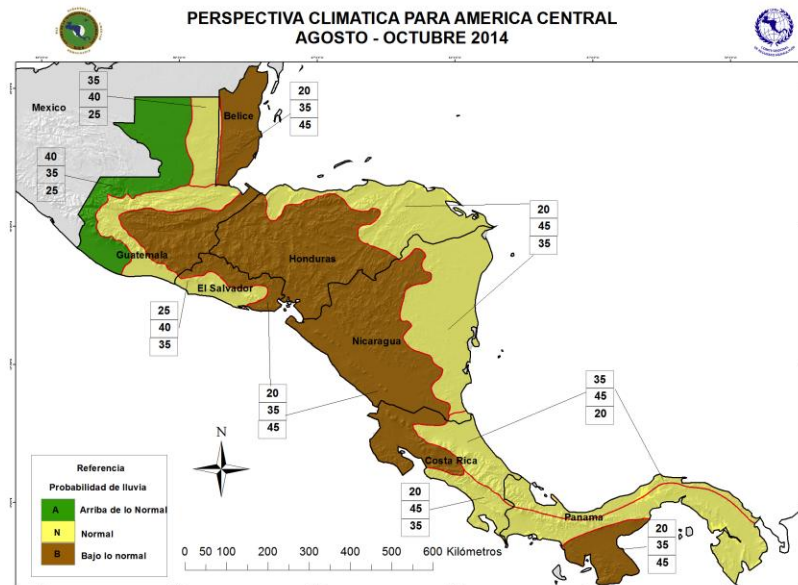 PERSPECTIVA CLIMATICA PARA AMERICA CENTRAL
AGOSTO - OCTUBRE 2014
Mexico
35
40
25
Belice
20
35
45
40
35
25
20
45
35
Guatemala
Honduras
El Salvador
25
40
35
Nicaragua
20
35
45
35
45
20
N
Costa Rica
20
45
35
Panama
20
35
45
Referencia
Probabilidad de lluvia
A Arriba de lo Normal
N Normal
B Bajo lo normal
0 50 100 200 300 400 500 600 Kilómetros